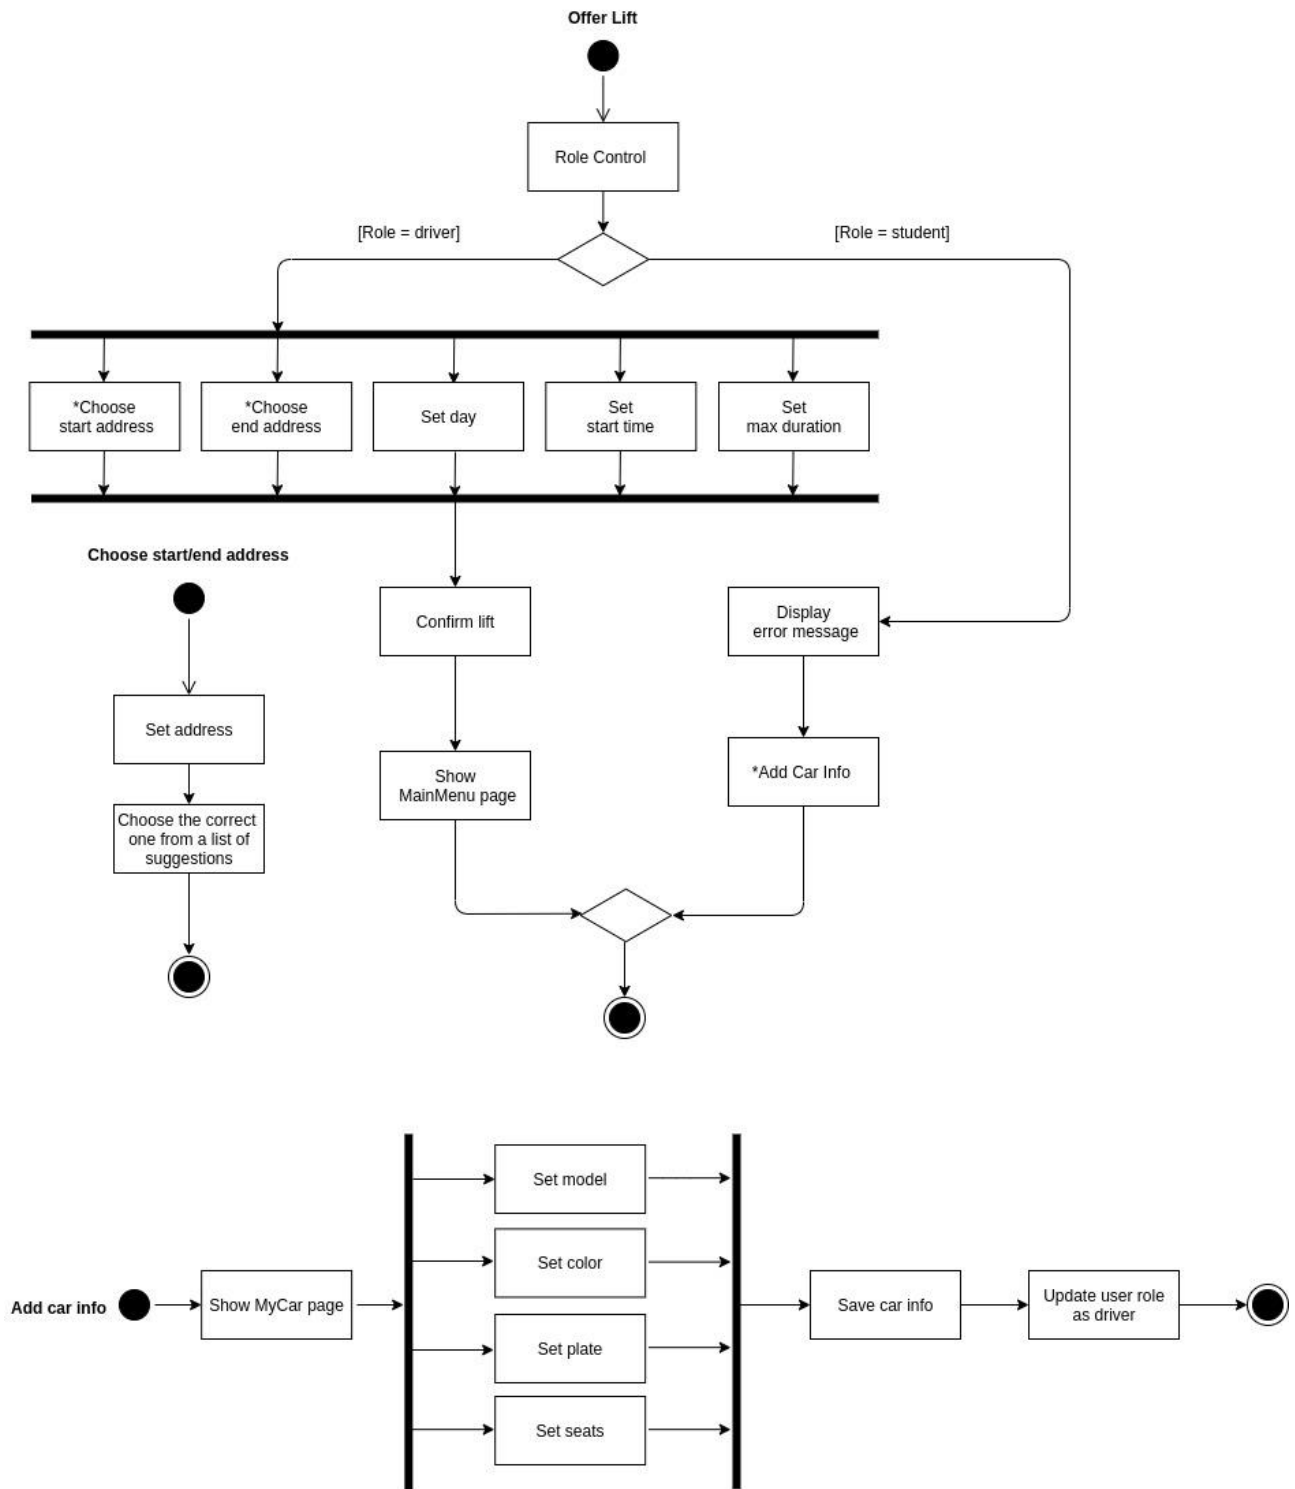 Offer Lift
Role Control
[Role = driver]
[Role = student]
*Choose
start address
*Choose
end address
Set day
Set
start time
Set
max duration
Choose start/end address
Confirm lift
Display
error message
Set address
Show
MainMenu page
*Add Car Info
Choose the correct
one from a list of
suggestions
Set model
Set color
Add car info
Show MyCar page
Save car info
Update user role
as driver
Set plate
Set seats